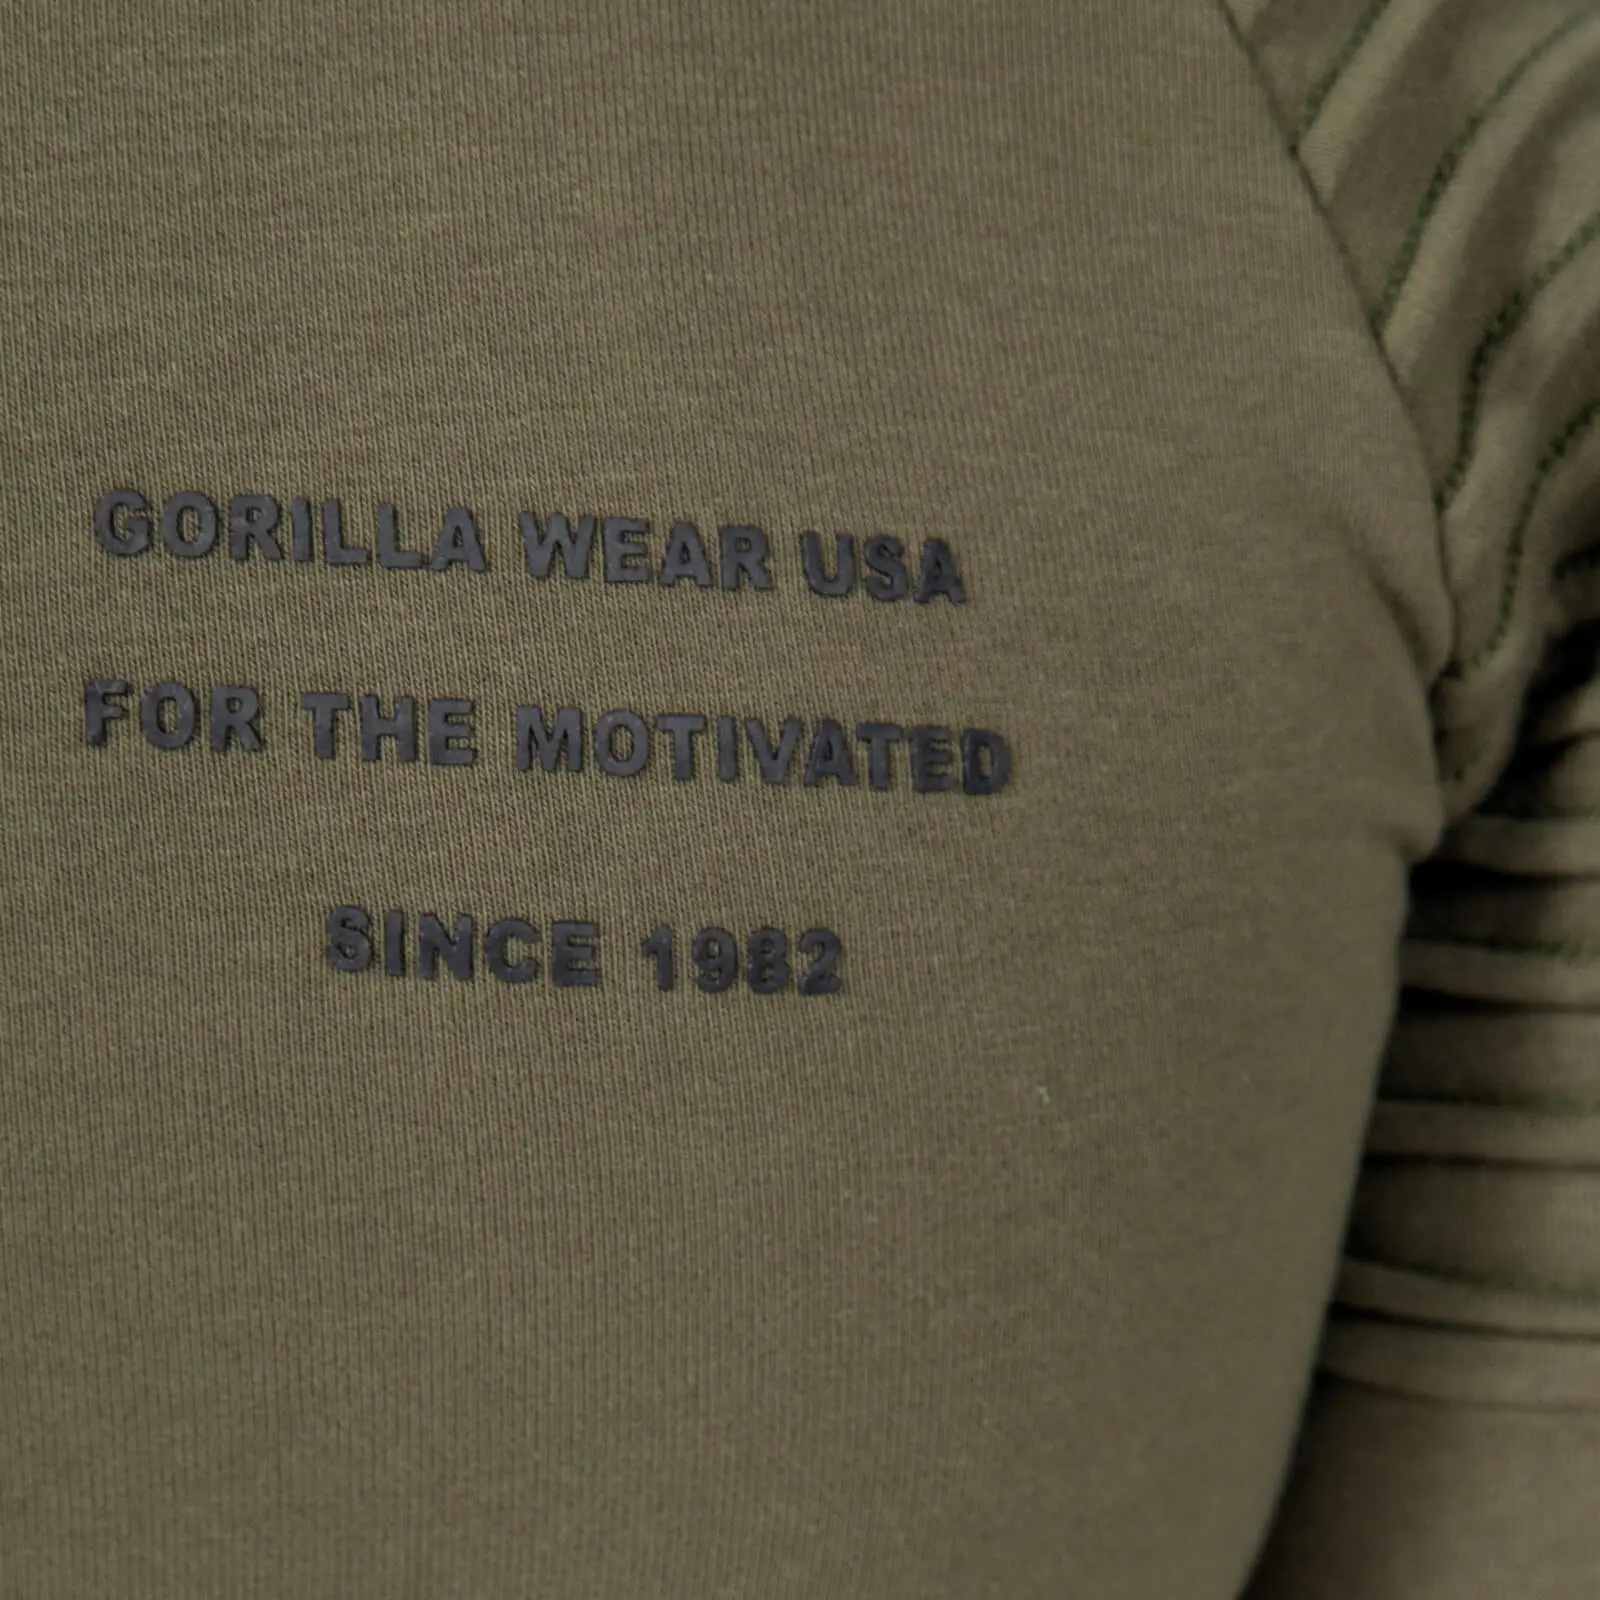 GORILLA WEAR USA
FOR THE MOTIVATED
SINCE 1982